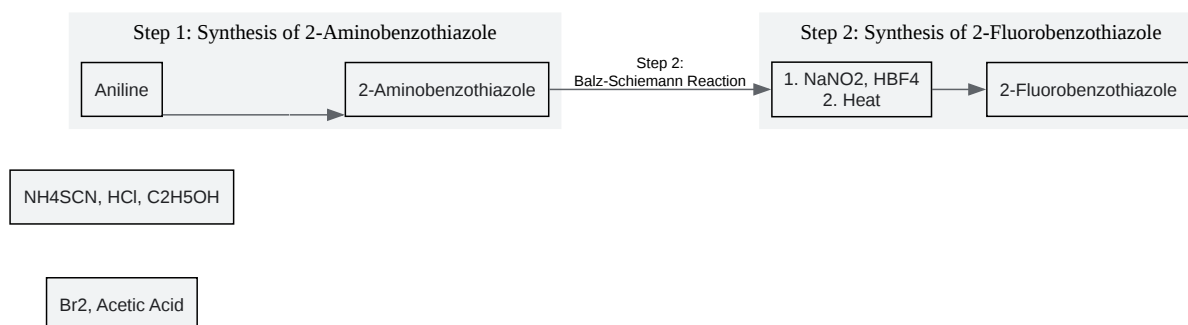 Step 1: Synthesis of 2-Aminobenzothiazole
Aniline
2-Aminobenzothiazole
Step 2:
Balz-Schiemann Reaction
Step 2: Synthesis of 2-Fluorobenzothiazole
1. NaNO2, HBF4
2. Heat
2-Fluorobenzothiazole
NH4SCN, HCl, C2H5OH
Br2, Acetic Acid